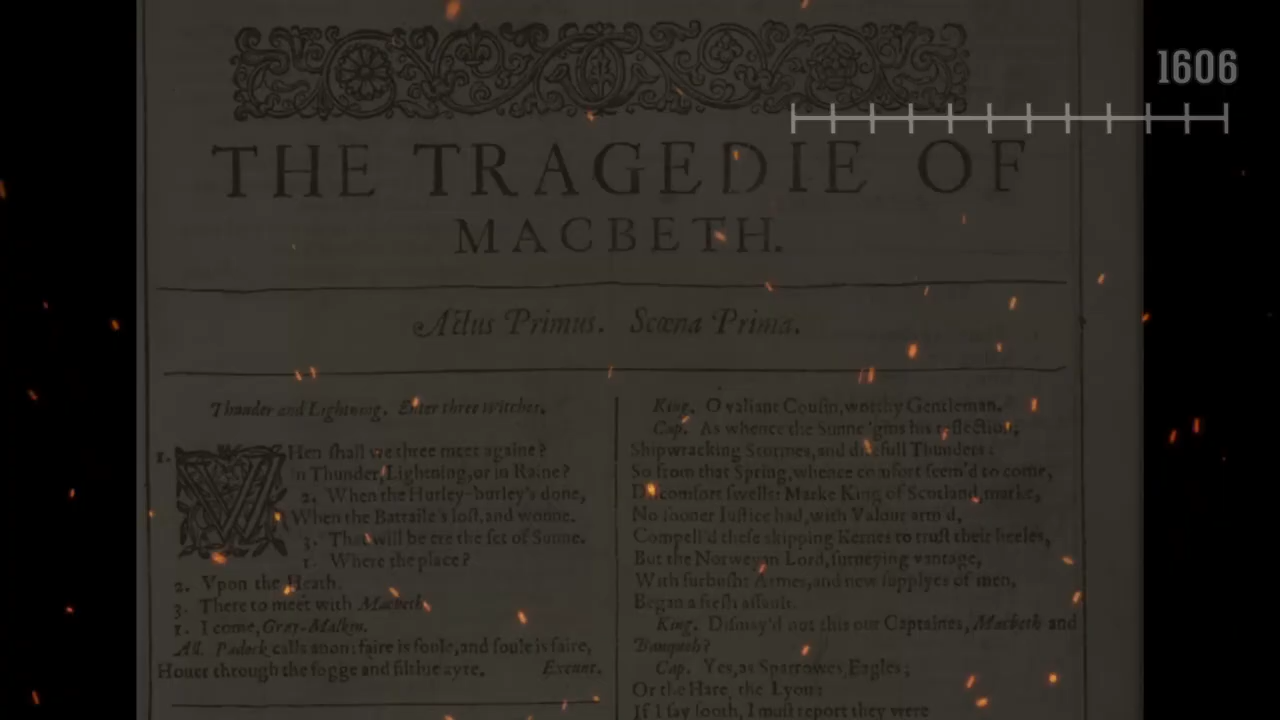 1606
THE TRAGEDIE OF
MACBETH.
Actus Primus. Scœna Prima.
Thunder and Lightning. Enter three Witches.
1. WHen ſhall we three meet againe?
In Thunder, Lightning, or in Raine?
2. When the Hurley-burley's done,
When the Battaile's loſt, and wonne.
3. That will be ere the ſet of Sunne.
1. Where the place?
2. Vpon the Heath.
3. There to meet with Macbeth.
1. I come, Gray-Malkin.
All. Padock calls anon: faire is foule, and foule is faire,
Houer through the fogge and filthie ayre. Exeunt.
King. O valiant Couſin, worthy Gentleman.
Cap. As whence the Sunne 'gins his reflection,
Shipwracking Stormes, and direfull Thunders:
So from that Spring, whence comfort ſeem'd to come,
Diſcomfort ſwells: Marke King of Scotland, marke,
No ſooner Iuſtice had, with Valour arm'd,
Compell'd theſe skipping Kernes to truſt their heeles,
But the Norweyan Lord, ſurueying vantage,
With furbuſht Armes, and new ſupplyes of men,
Began a freſh aſſault.
King. Diſmay'd not this our Captaines, Macbeth and
Banquoh?
Cap. Yes, as Sparrowes, Eagles;
Or the Hare, the Lyon:
If I ſay ſooth, I muſt report they were